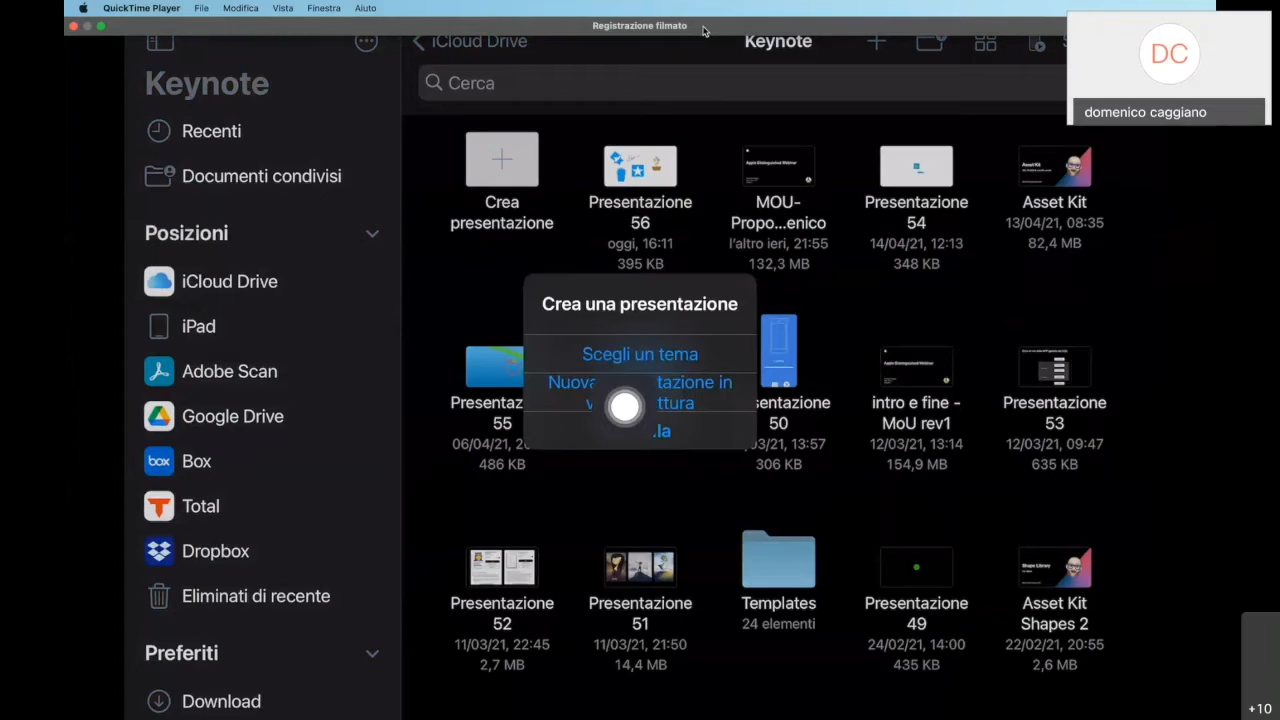 QuickTime Player File Modifica Vista Finestra Aiuto
Registrazione filmato
iCloud Drive
Keynote
DC
domenico caggiano
Cerca
Keynote
Recenti
Documenti condivisi
Posizioni
iCloud Drive
iPad
Adobe Scan
Google Drive
Box
Total
Dropbox
Eliminati di recente
Preferiti
Download
Crea
presentazione
Presentazione
56
oggi, 16:11
395 KB
MOU-
Propo...enico
l'altro ieri, 21:55
132,3 MB
Presentazione
54
14/04/21, 12:13
348 KB
Asset Kit
13/04/21, 08:35
82,4 MB
Crea una presentazione
Scegli un tema
Nuova tazione in
ttura
Presentaz
55
06/04/21, 2
486 KB
sentazione
50
/03/21, 13:57
306 KB
intro e fine -
MoU rev1
12/03/21, 13:14
154,9 MB
Presentazione
53
12/03/21, 09:47
635 KB
Presentazione
52
11/03/21, 22:45
2,7 MB
Presentazione
51
11/03/21, 21:50
14,4 MB
Templates
24 elementi
Presentazione
49
24/02/21, 14:00
435 KB
Asset Kit
Shapes 2
22/02/21, 20:55
2,6 MB
+10